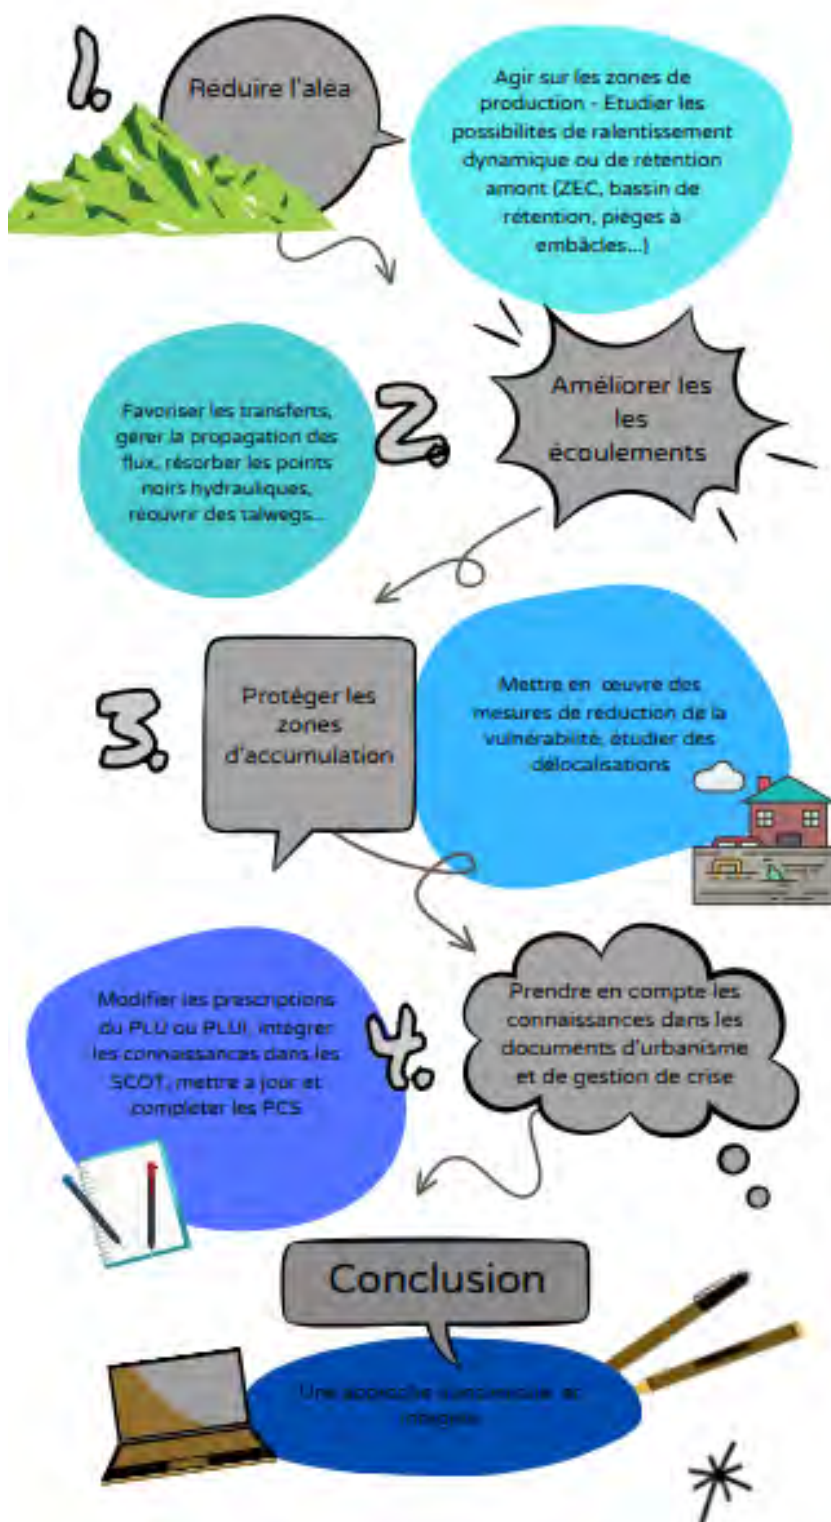 1.
Réduire l'aléa
Agir sur les zones de
production - Etudier les
possibilités de ralentissement
dynamique ou de rétention
amont (ZEC, bassin de
rétention, pièges à
embâcles...)
2.
Améliorer les
les
écoulements
Favoriser les transferts,
gérer la propagation des
flux, résorber les points
noirs hydrauliques,
réouvrir des talwegs...
3.
Protéger les
zones
d'accumulation
Mettre en œuvre des
mesures de réduction de la
vulnérabilité, étudier des
délocalisations
4.
Prendre en compte les
connaissances dans les
documents d'urbanisme
et de gestion de crise
Modifier les prescriptions
du PLU ou PLUI, intégrer
les connaissances dans les
SCOT, mettre à jour et
compléter les PCS
Conclusion
Une approche et